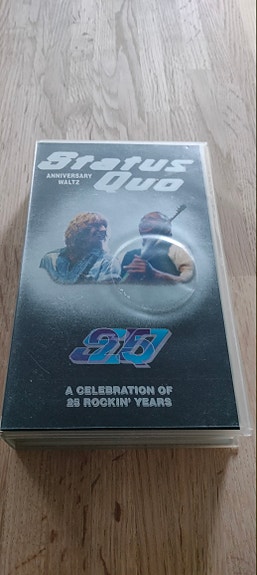 Status
ANNIVERSARY
WALTZ
Quo
25
A CELEBRATION OF
25 ROCKIN' YEARS